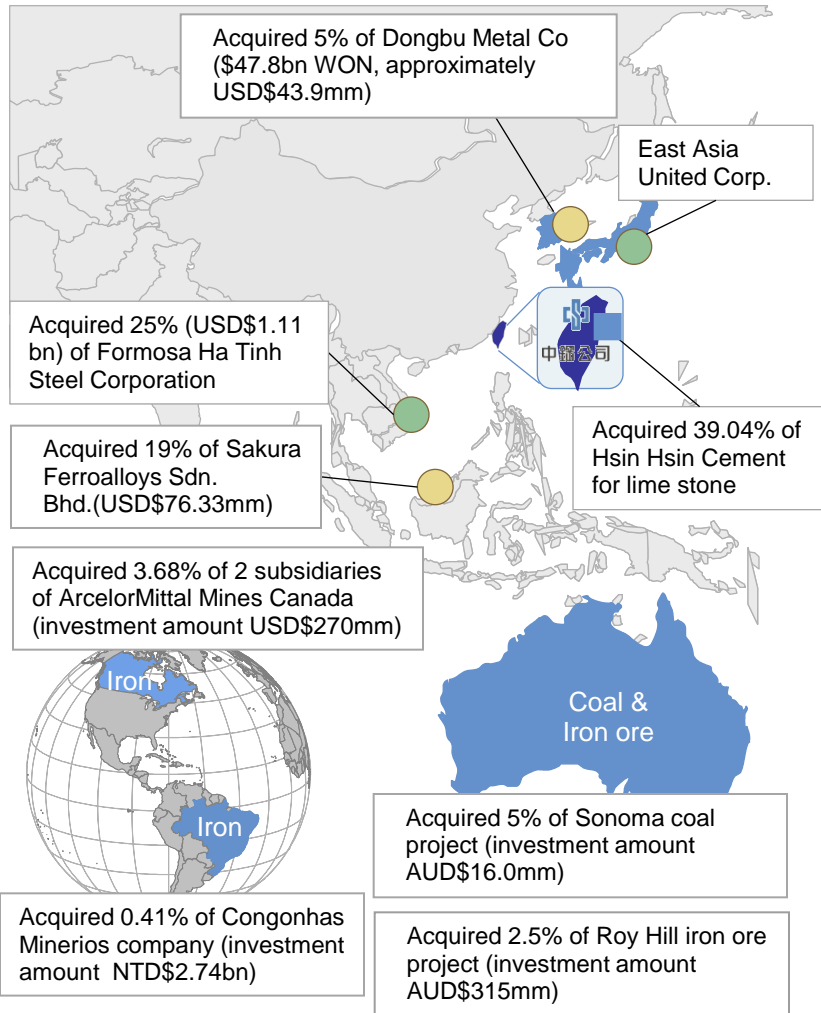 Acquired 5% of Dongbu Metal Co
($47.8bn WON, approximately
USD$43.9mm)
East Asia
United Corp.
Acquired 25% (USD$1.11
bn) of Formosa Ha Tinh
Steel Corporation
中鋼公司
Acquired 39.04% of
Hsin Hsin Cement
for lime stone
Acquired 19% of Sakura
Ferroalloys Sdn.
Bhd.(USD$76.33mm)
Acquired 3.68% of 2 subsidiaries
of ArcelorMittal Mines Canada
(investment amount USD$270mm)
Iron
Coal &
Iron ore
Iron
Acquired 5% of Sonoma coal
project (investment amount
AUD$16.0mm)
Acquired 0.41% of Congonhas
Minerios company (investment
amount NTD$2.74bn)
Acquired 2.5% of Roy Hill iron ore
project (investment amount
AUD$315mm)